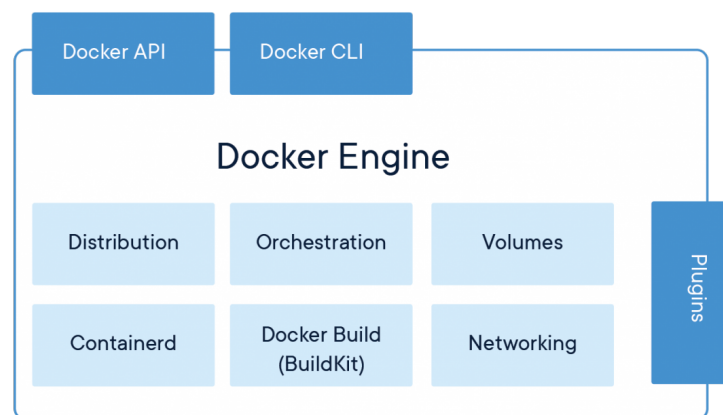 Docker API
Docker CLI
Docker Engine
Distribution
Orchestration
Volumes
Plugins
Containerd
Docker Build
(BuildKit)
Networking